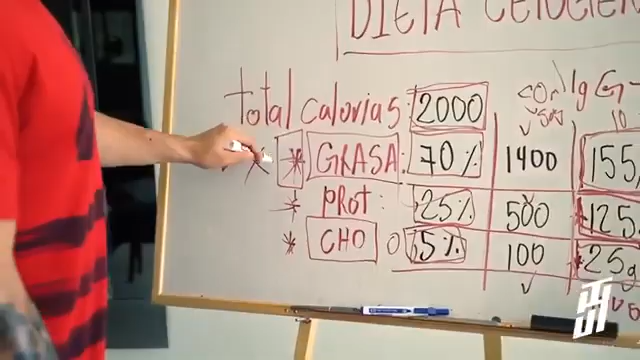 DIETA
total calorias: 2000
* GRASA: 70% 1400 155
* PROT: 25% 500 125
* CHO 5% 100 25g